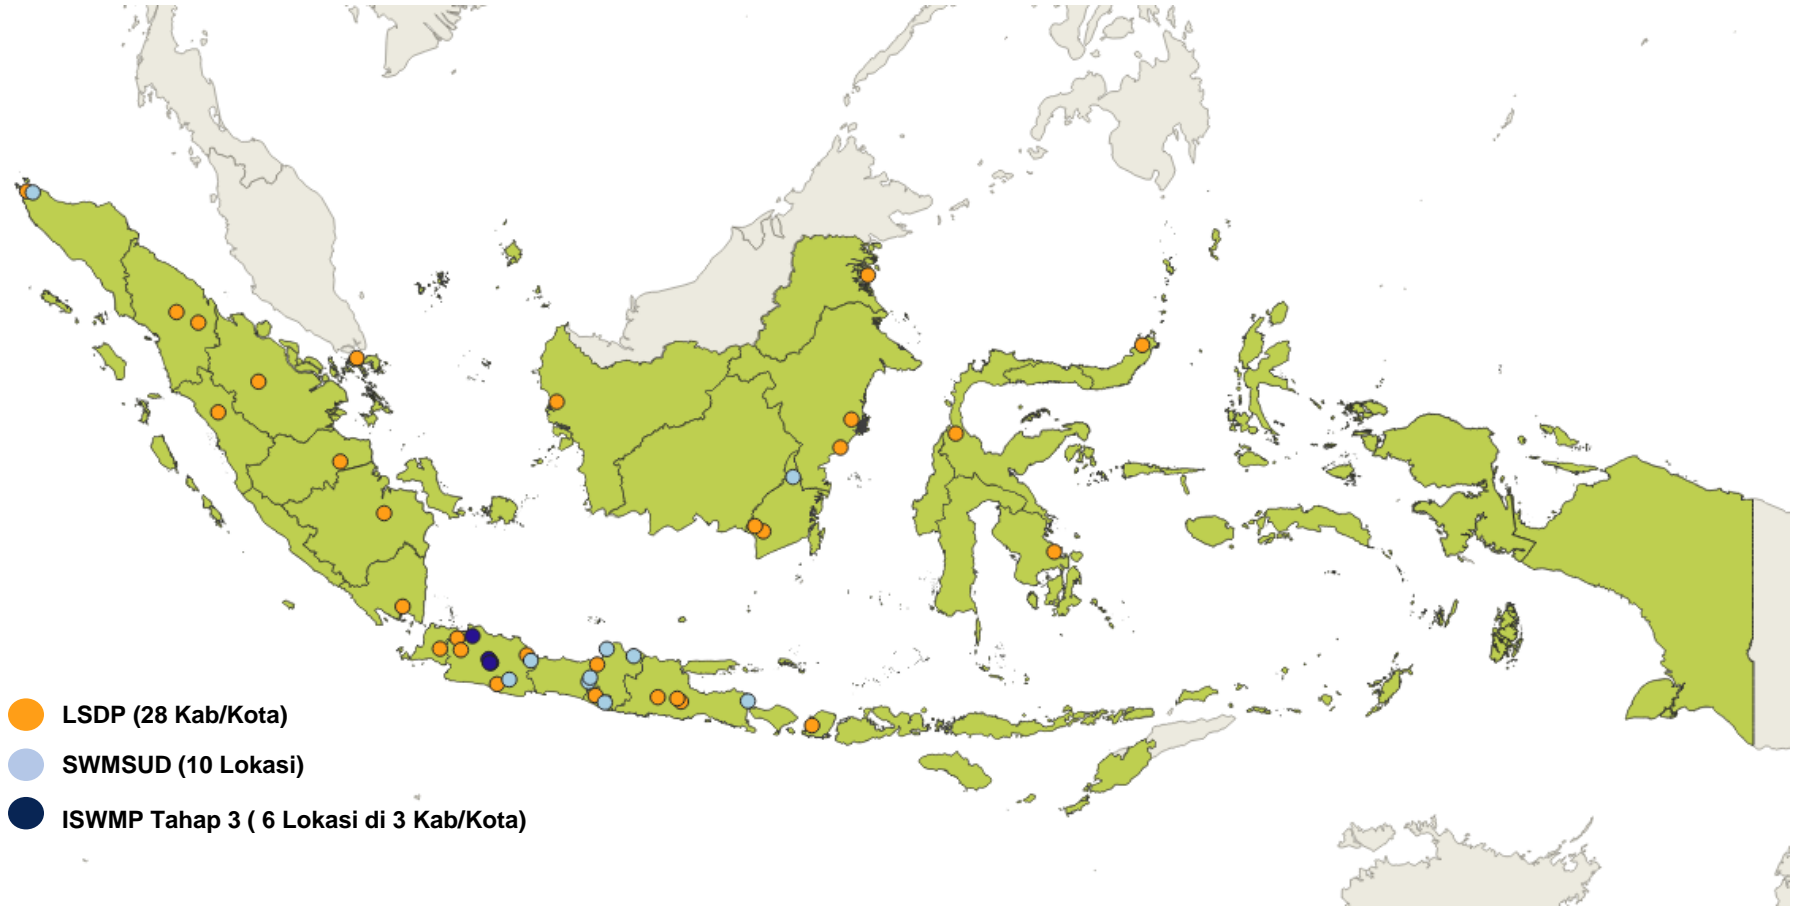 LSDP (28 Kab/Kota)
SWMSUD (10 Lokasi)
ISWMP Tahap 3 ( 6 Lokasi di 3 Kab/Kota)